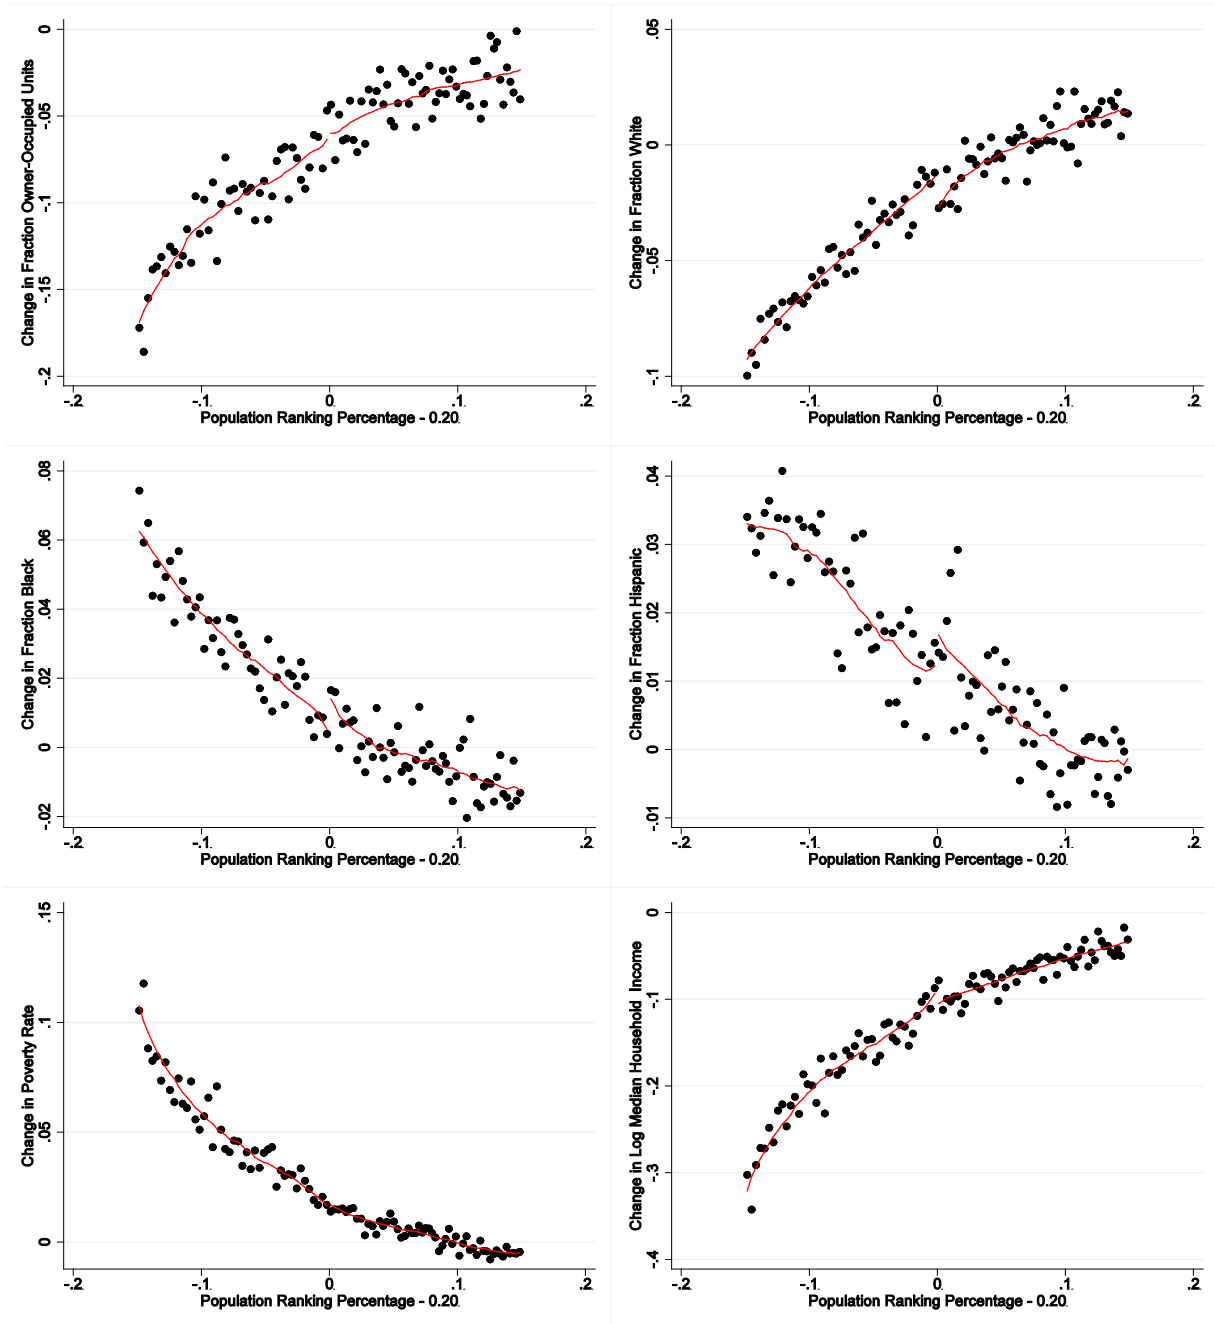 Change in Fraction Owner-Occupied Units
0
-.05
-.1
-.15
-.2
-.2 -.1 0 .1 .2
Population Ranking Percentage - 0.20
Change in Fraction White
.05
0
-.05
-.1
-.2 -.1 0 .1 .2
Population Ranking Percentage - 0.20
Change in Fraction Black
.08
.06
.04
.02
0
-.02
-.2 -.1 0 .1 .2
Population Ranking Percentage - 0.20
Change in Fraction Hispanic
.04
.03
.02
.01
0
-.01
-.2 -.1 0 .1 .2
Population Ranking Percentage - 0.20
Change in Poverty Rate
.15
.1
.05
0
-.2 -.1 0 .1 .2
Population Ranking Percentage - 0.20
Change in Log Median Household Income
0
-.1
-.2
-.3
-.4
-.2 -.1 0 .1 .2
Population Ranking Percentage - 0.20